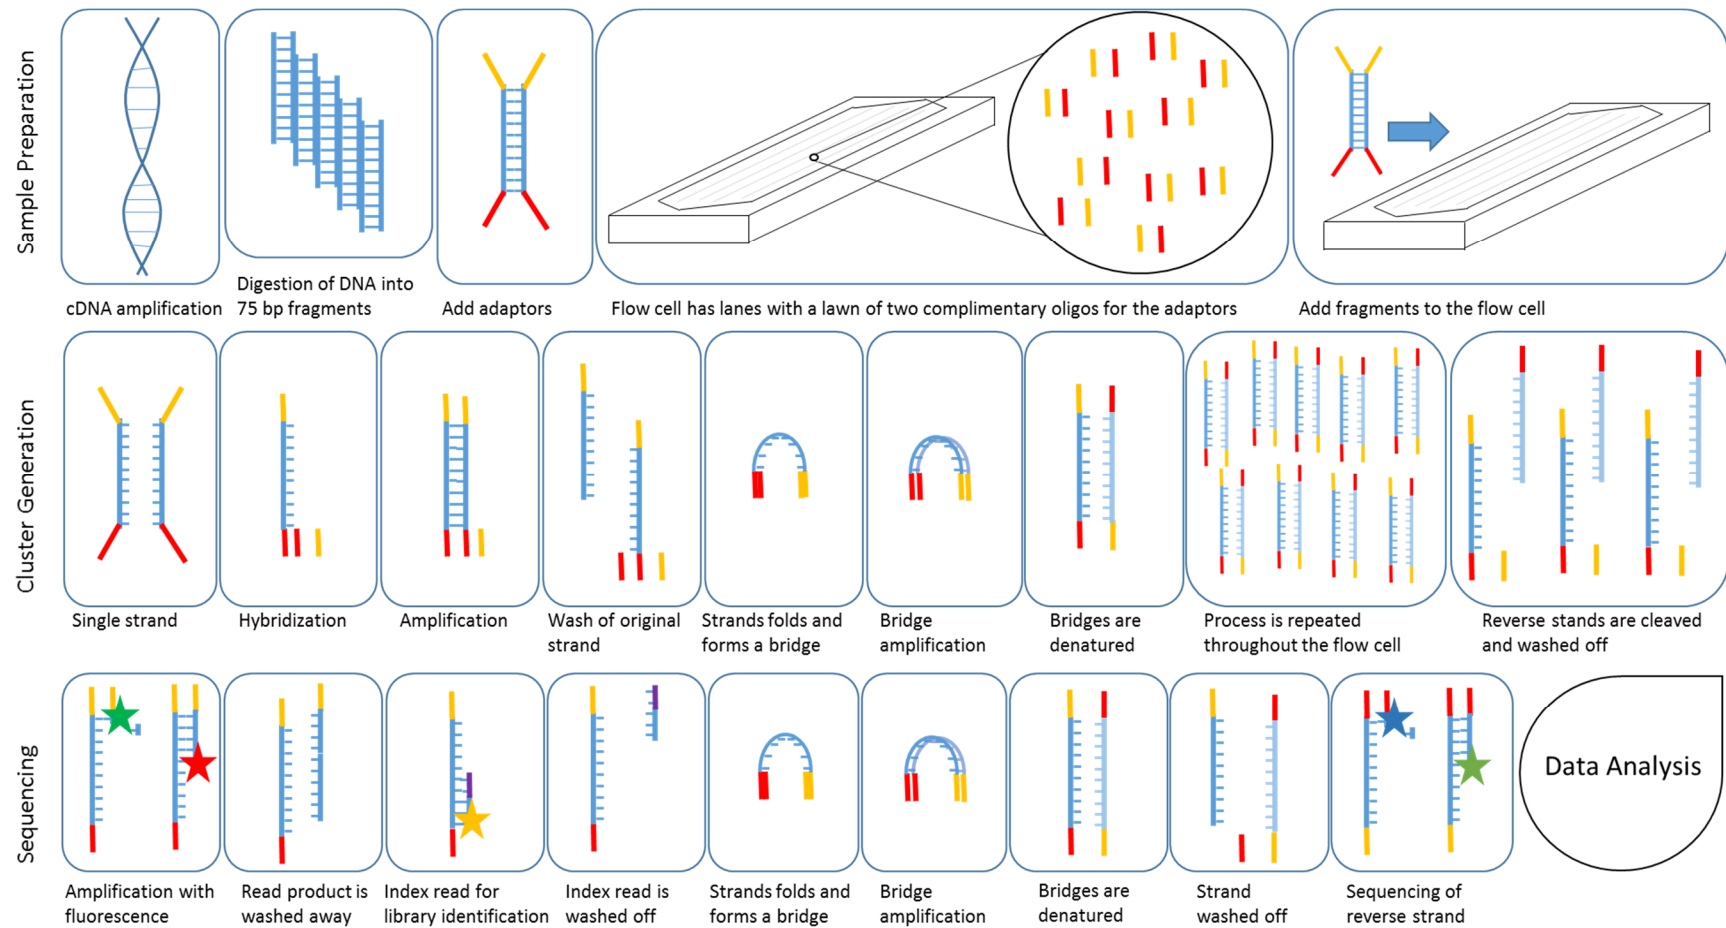 Sample Preparation
cDNA amplification
Digestion of DNA into
75 bp fragments
Add adaptors
Flow cell has lanes with a lawn of two complimentary oligos for the adaptors
Add fragments to the flow cell
Cluster Generation
Single strand
Hybridization
Amplification
Wash of original
strand
Strands folds and
forms a bridge
Bridge
amplification
Bridges are
denatured
Process is repeated
throughout the flow cell
Reverse stands are cleaved
and washed off
Sequencing
Amplification with
fluorescence
Read product is
washed away
Index read for
library identification
Index read is
washed off
Strands folds and
forms a bridge
Bridge
amplification
Bridges are
denatured
Strand
washed off
Sequencing of
reverse strand
Data Analysis